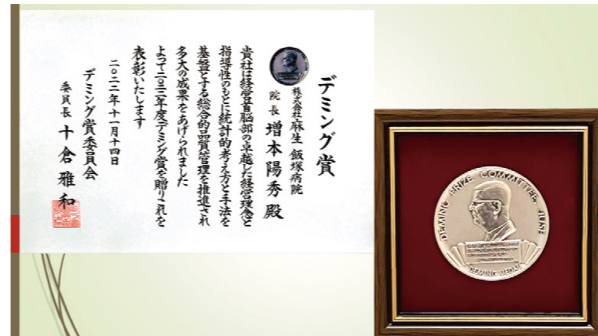 デミング賞
株式会社麻生 飯塚病院
院長 増本陽秀 殿
貴社は経営首脳部の卓越した経営理念と
指導性のもとに統計的考え方と手法を
基盤とする総合的品質管理を推進され
多大の成果をあげられました
よって二〇二二年度デミング賞を贈りこれを
表彰いたします
二〇二二年十一月十四日
デミング賞委員会
委員長 十倉雅和
DEMING PRIZE COMMITTEE, JUSE
DEMING MEDAL